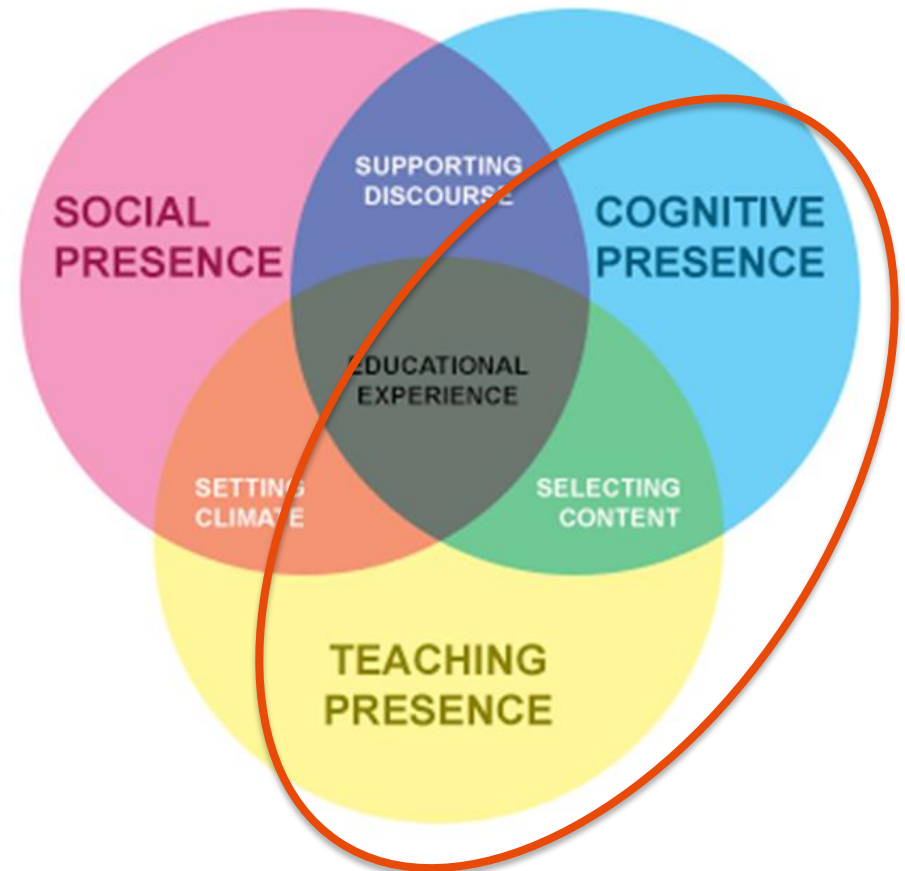 SUPPORTING
DISCOURSE
SOCIAL
PRESENCE
COGNITIVE
PRESENCE
EDUCATIONAL
EXPERIENCE
SETTING
CLIMATE
SELECTING
CONTENT
TEACHING
PRESENCE